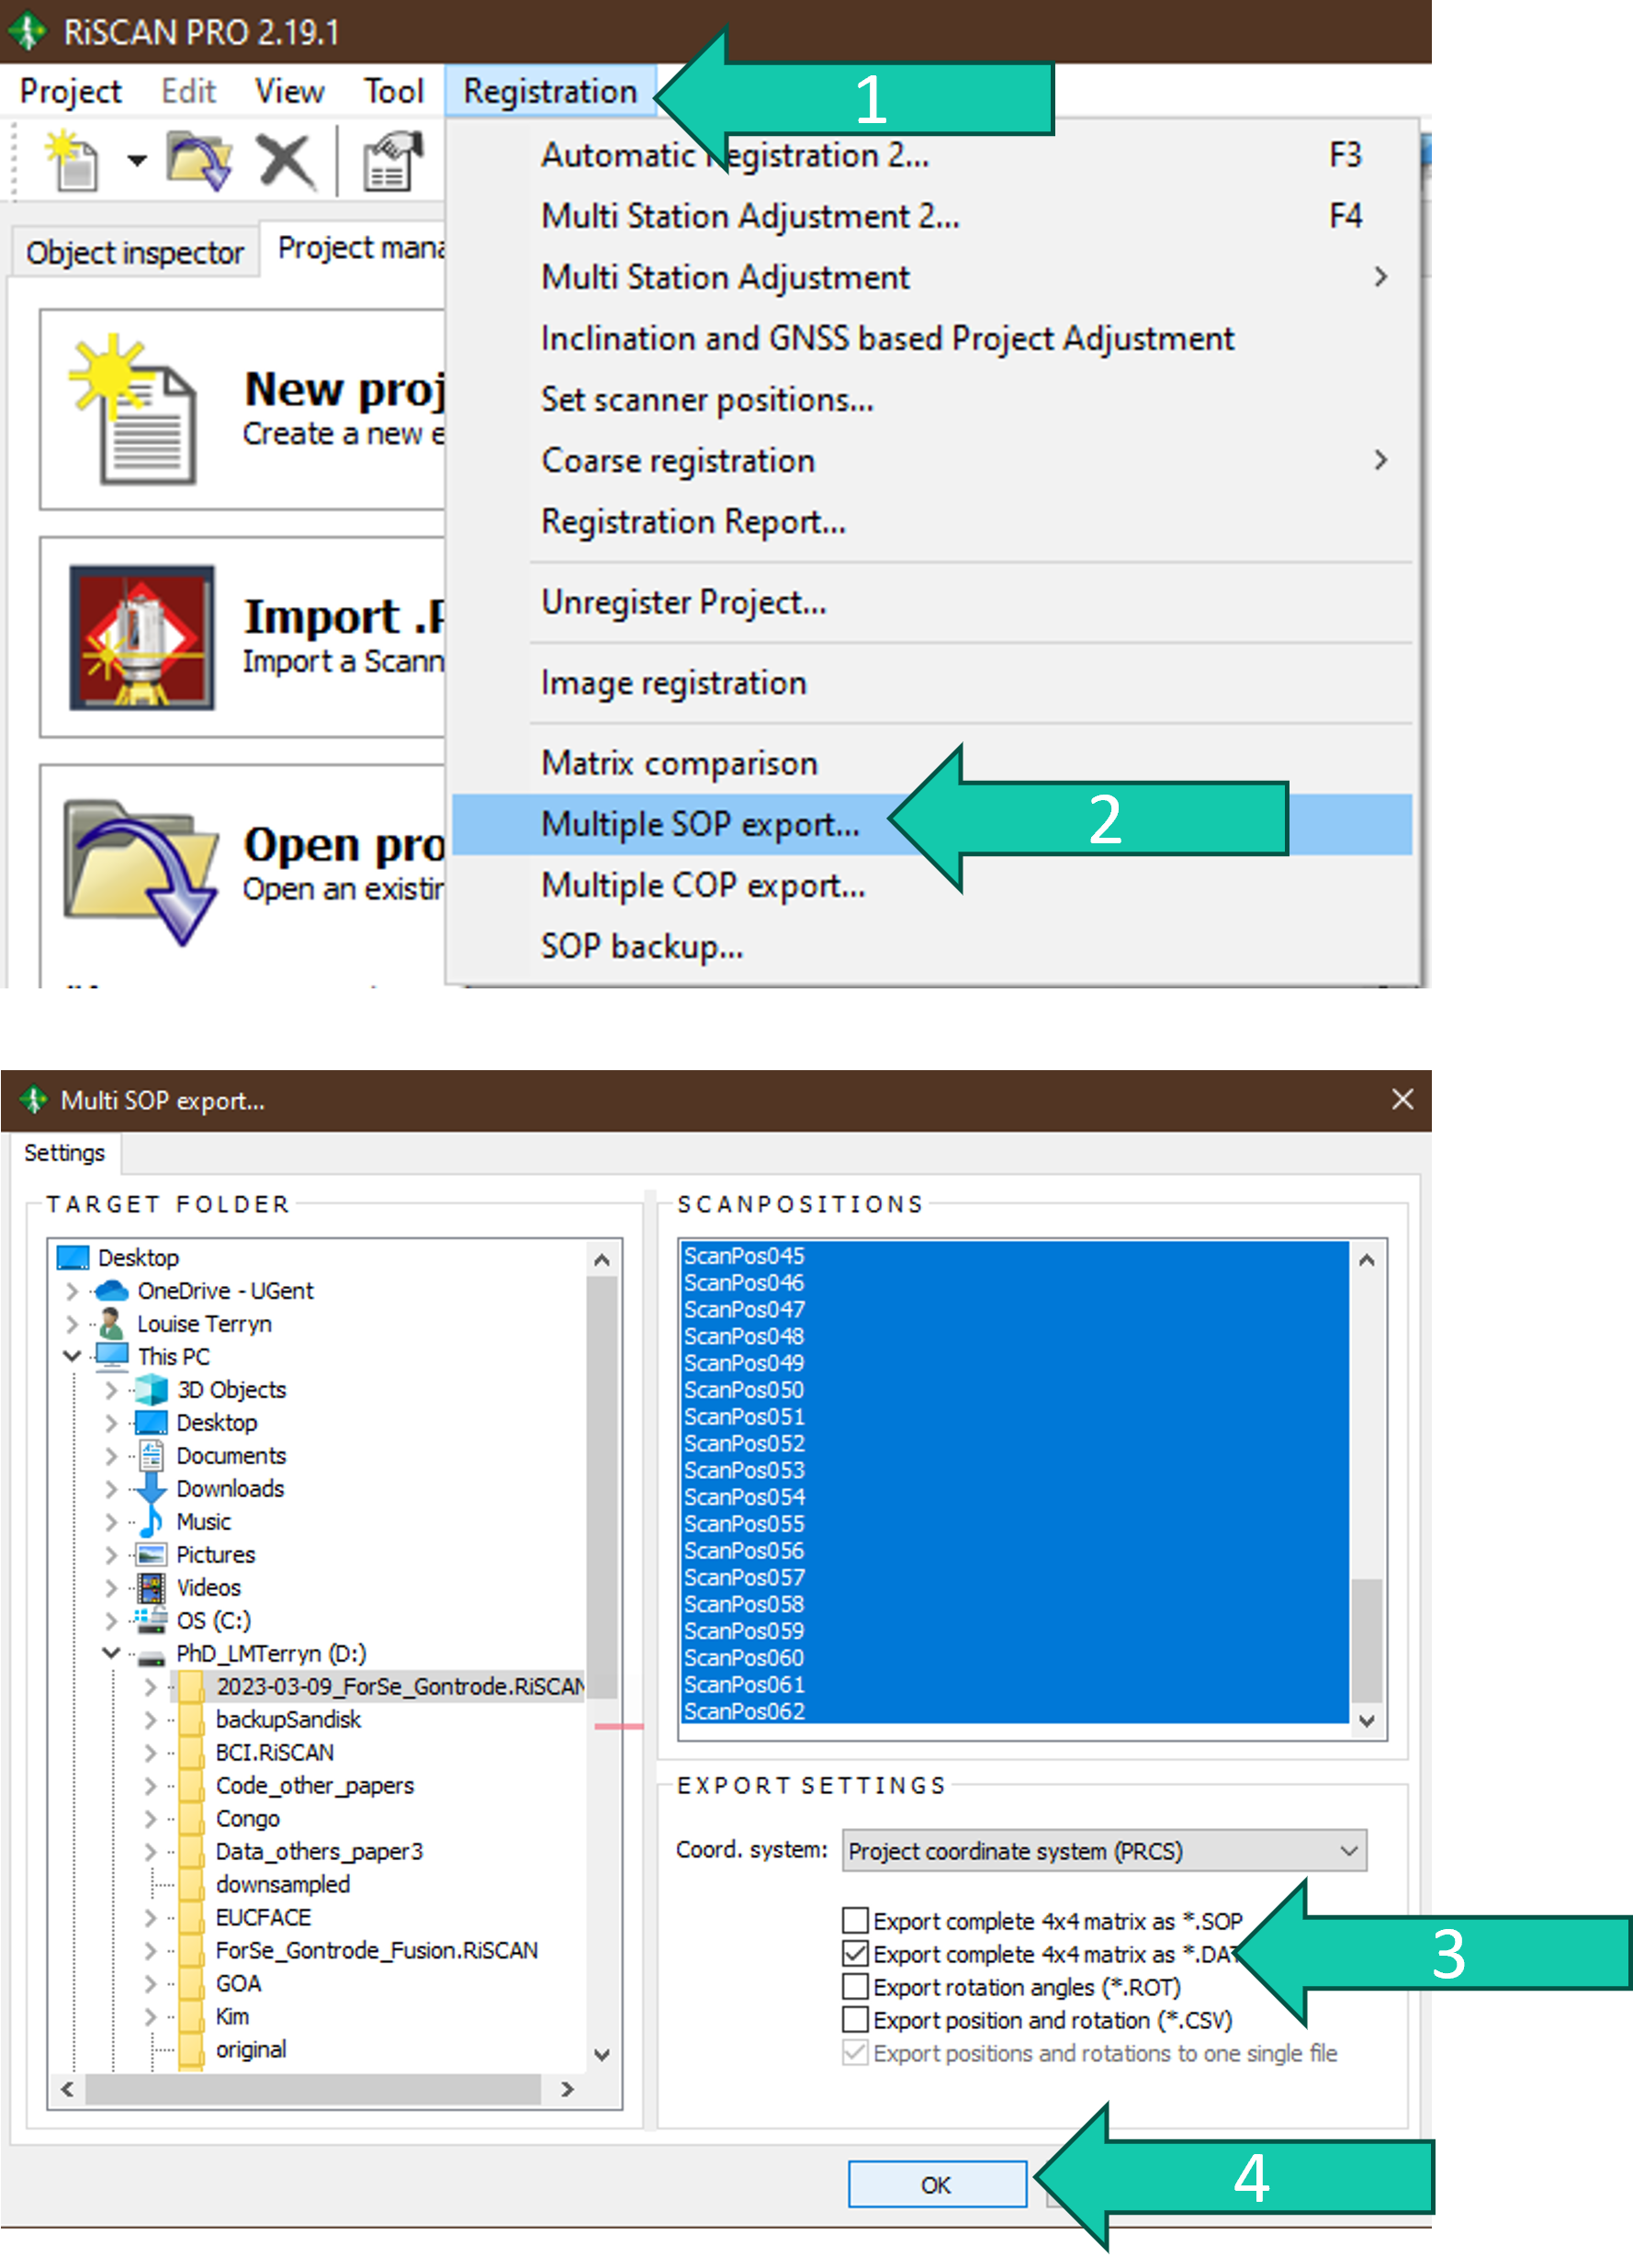 RiSCAN PRO 2.19.1
Project Edit View Tool Registration
1
Automatic Registration 2... F3
Multi Station Adjustment 2... F4
Object inspector Project mana
Multi Station Adjustment
Inclination and GNSS based Project Adjustment
New proj
Create a new e
Set scanner positions...
Coarse registration
Registration Report...
Import .P
Import a Scann
Unregister Project...
Image registration
Matrix comparison
Open pro
Open an existin
Multiple SOP export...
2
Multiple COP export...
SOP backup...
Multi SOP export...
Settings
TARGET FOLDER
Desktop
OneDrive - UGent
Louise Terryn
This PC
3D Objects
Desktop
Documents
Downloads
Music
Pictures
Videos
OS (C:)
PhD_LMTerryn (D:)
2023-03-09_ForSe_Gontrode.RiSCAN
backupSandisk
BCI.RiSCAN
Code_other_papers
Congo
Data_others_paper3
downsampled
EUCFACE
ForSe_Gontrode_Fusion.RiSCAN
GOA
Kim
original
SCANPOSITIONS
ScanPos045
ScanPos046
ScanPos047
ScanPos048
ScanPos049
ScanPos050
ScanPos051
ScanPos052
ScanPos053
ScanPos054
ScanPos055
ScanPos056
ScanPos057
ScanPos058
ScanPos059
ScanPos060
ScanPos061
ScanPos062
EXPORT SETTINGS
Coord. system: Project coordinate system (PRCS)
Export complete 4x4 matrix as *.SOP
Export complete 4x4 matrix as *.DAT
3
Export rotation angles (*.ROT)
Export position and rotation (*.CSV)
Export positions and rotations to one single file
OK
4